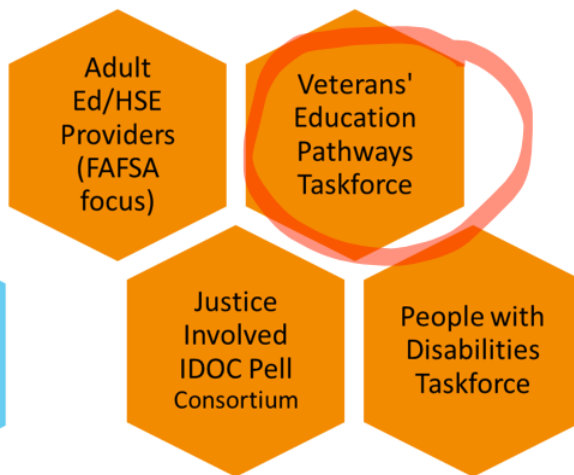 Adult
Ed/HSE
Providers
(FAFSA
focus)
Veterans'
Education
Pathways
Taskforce
Justice
Involved
IDOC Pell
Consortium
People with
Disabilities
Taskforce